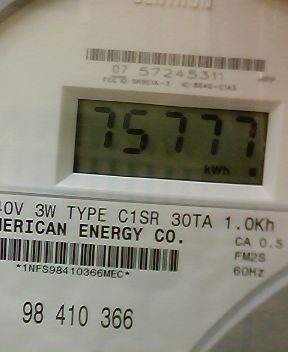 07 57245311
75777
kWh
40V 3W TYPE C1SR 30TA 1.0Kh
MERICAN ENERGY CO.
CA 0.5
FM2S
60Hz
*1NFS98410366MEC*
98 410 366